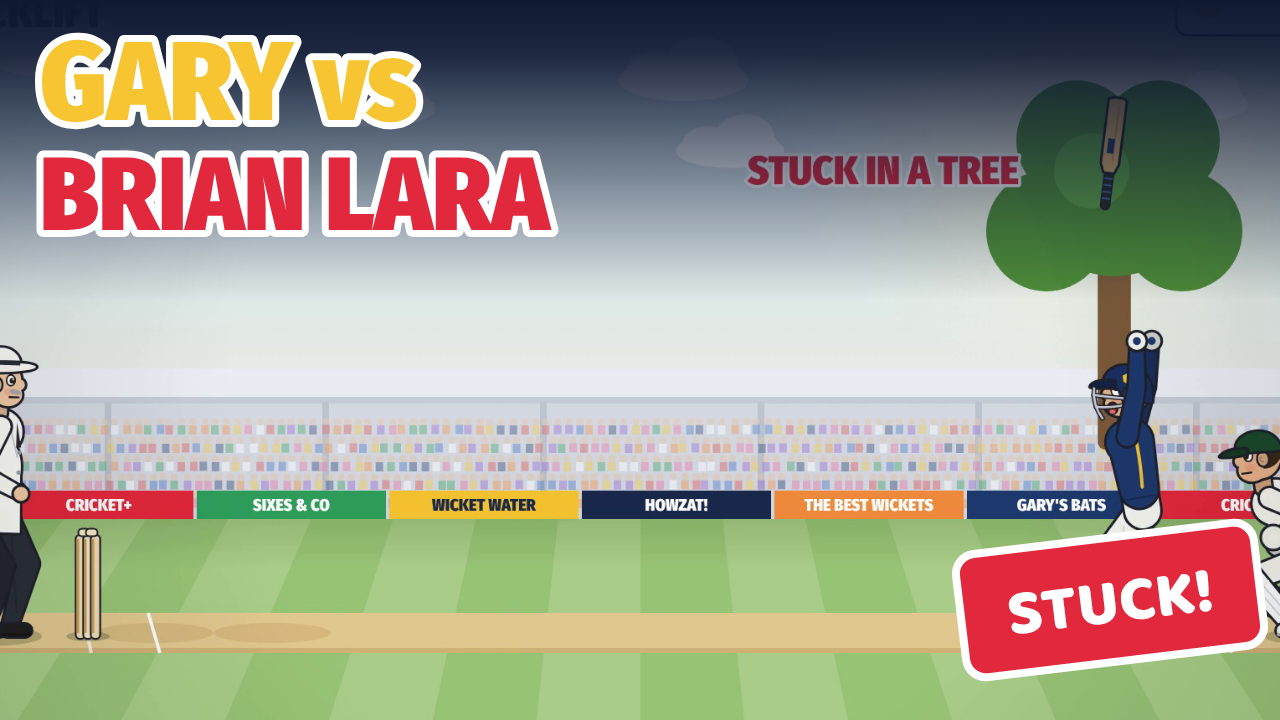 GARY VS
BRIAN LARA
STUCK IN A TREE
CRICKET+
SIXES & CO
WICKET WATER
HOWZAT!
THE BEST WICKETS
GARY'S BATS
CRIC
STUCK!